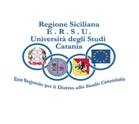 Regione Siciliana
E. R. S. U.
Università degli Studi
Catania
Ente Regionale per il Diritto allo Studio Universitario